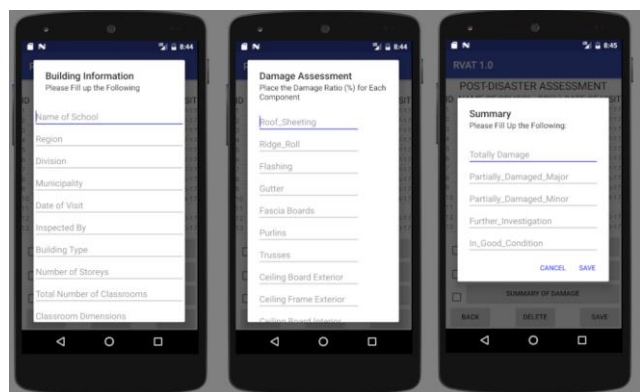 8:44
Building Information
Please Fill up the Following
Name of School
Region
Division
Municipality
Date of Visit
Inspected By
Building Type
Number of Storeys
Total Number of Classrooms
Classroom Dimensions
8:44
Damage Assessment
Place the Damage Ratio (%) for Each
Component
Roof_Sheeting
Ridge_Roll
Flashing
Gutter
Fascia Boards
Purlins
Trusses
Ceiling Board Exterior
Ceiling Frame Exterior
Ceiling Board Interior
8:45
RVAT 1.0
POST-DISASTER ASSESSMENT
Summary
Please Fill Up the Following:
Totally Damage
Partially_Damaged_Major
Partially_Damaged_Minor
Further_Investigation
In_Good_Condition
CANCEL SAVE
SUMMARY OF DAMAGE
BACK DELETE SAVE